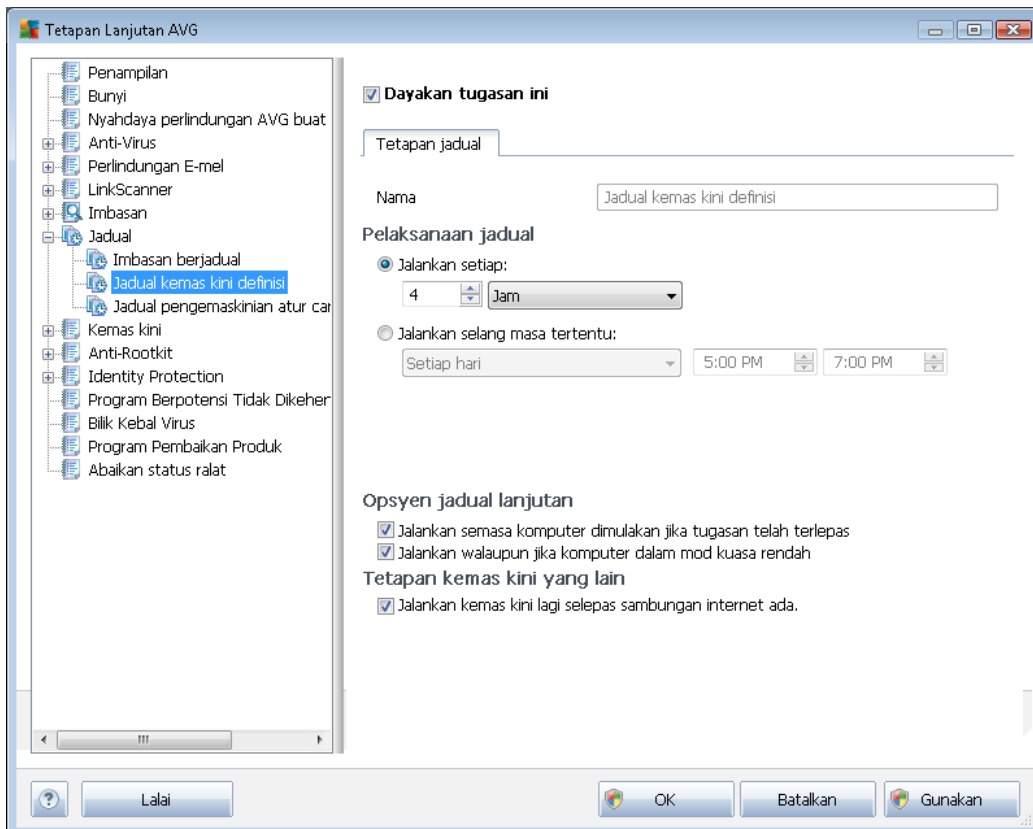 Tetapan Lanjutan AVG
Penampilan
Bunyi
Nyahdaya perlindungan AVG buat
Anti-Virus
Perlindungan E-mel
LinkScanner
Imbasan
Jadual
Imbasan berjadual
Jadual kemas kini definisi
Jadual pengemaskinian atur car
Kemas kini
Anti-Rootkit
Identity Protection
Program Berpotensi Tidak Dikeher
Bilik Kebal Virus
Program Pembaikan Produk
Abaikan status ralat
Dayakan tugasan ini
Tetapan jadual
Nama Jadual kemas kini definisi
Pelaksanaan jadual
Jalankan setiap:
4 Jam
Jalankan selang masa tertentu:
Setiap hari 5:00 PM 7:00 PM
Opsyen jadual lanjutan
Jalankan semasa komputer dimulakan jika tugasan telah terlepas
Jalankan walaupun jika komputer dalam mod kuasa rendah
Tetapan kemas kini yang lain
Jalankan kemas kini lagi selepas sambungan internet ada.
? Lalai OK Batalkan Gunakan